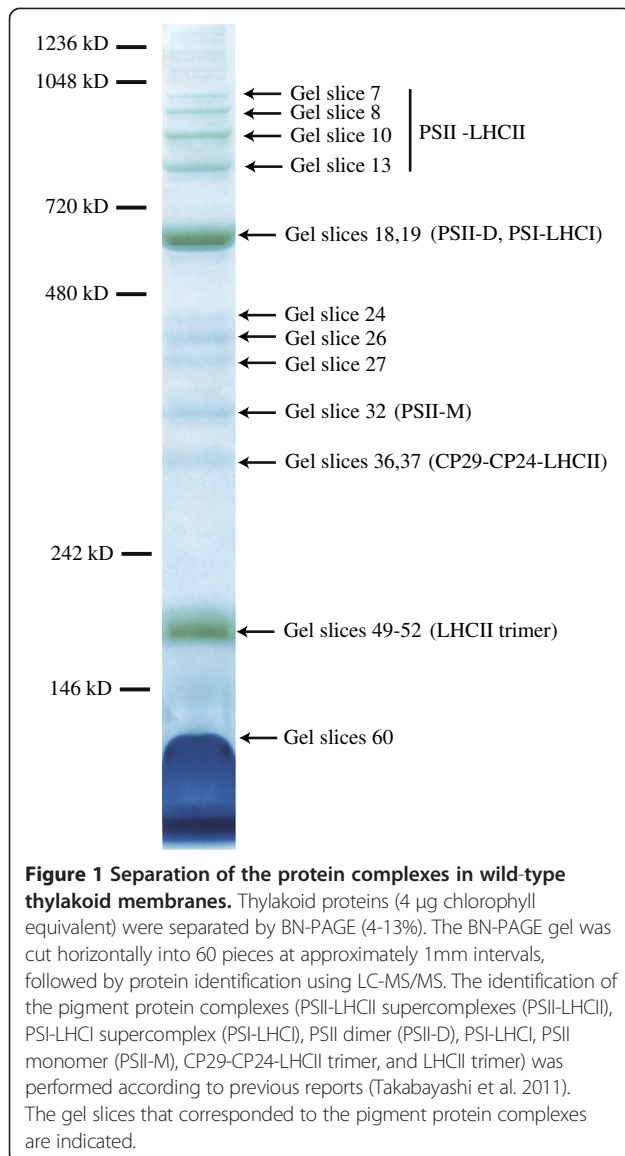 1236 kD
1048 kD
Gel slice 7
Gel slice 8
Gel slice 10
PSII -LHCII
Gel slice 13
720 kD
Gel slices 18,19 (PSII-D, PSI-LHCI)
480 kD
Gel slice 24
Gel slice 26
Gel slice 27
Gel slice 32 (PSII-M)
Gel slices 36,37 (CP29-CP24-LHCII)
242 kD
Gel slices 49-52 (LHCII trimer)
146 kD
Gel slices 60
Figure 1 Separation of the protein complexes in wild-type
thylakoid membranes. Thylakoid proteins (4 µg chlorophyll
equivalent) were separated by BN-PAGE (4-13%). The BN-PAGE gel was
cut horizontally into 60 pieces at approximately 1mm intervals,
followed by protein identification using LC-MS/MS. The identification of
the pigment protein complexes (PSII-LHCII supercomplexes (PSII-LHCII),
PSI-LHCI supercomplex (PSI-LHCI), PSII dimer (PSII-D), PSI-LHCI, PSII
monomer (PSII-M), CP29-CP24-LHCII trimer, and LHCII trimer) was
performed according to previous reports (Takabayashi et al. 2011).
The gel slices that corresponded to the pigment protein complexes
are indicated.